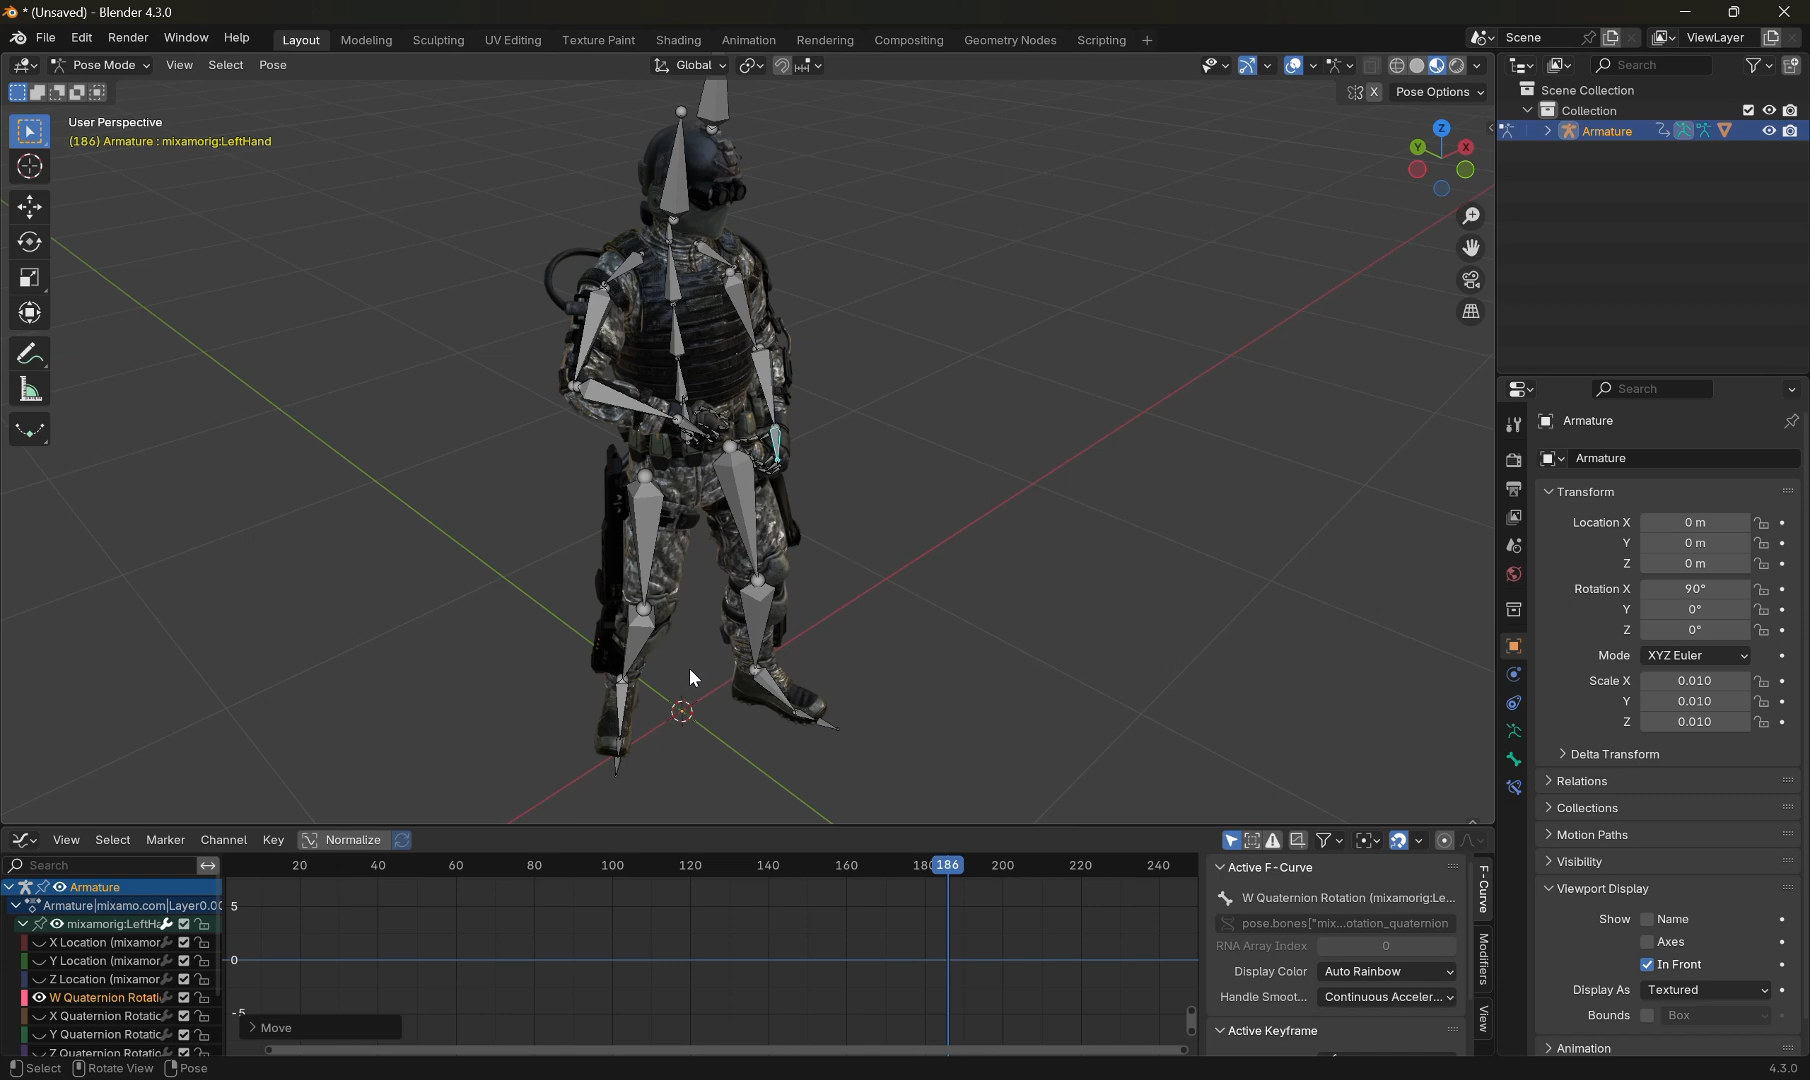 * (Unsaved) - Blender 4.3.0
File Edit Render Window Help Layout Modeling Sculpting UV Editing Texture Paint Shading Animation Rendering Compositing Geometry Nodes Scripting + Scene ViewLayer
Pose Mode View Select Pose Global Search
X Pose Options
User Perspective
(186) Armature : mixamorig:LeftHand
Scene Collection
Collection
Armature
Z
Y
X
Search
Armature
Armature
Transform
Location X 0 m
Y 0 m
Z 0 m
Rotation X 90°
Y 0°
Z 0°
Mode XYZ Euler
Scale X 0.010
Y 0.010
Z 0.010
Delta Transform
Relations
Collections
Motion Paths
Visibility
Viewport Display
Show Name
Axes
In Front
Display As Textured
Bounds Box
Animation
View Select Marker Channel Key Normalize
Search
20 40 60 80 100 120 140 160 180 186 200 220 240
Armature
Armature|mixamo.com|Layer0.00
mixamorig:LeftHa
X Location (mixamor
Y Location (mixamor
Z Location (mixamor
W Quaternion Rotati
X Quaternion Rotatic
Y Quaternion Rotatic
Z Quaternion Rotatic
5
0
-5
Move
Active F-Curve
W Quaternion Rotation (mixamorig:Le...
pose.bones["mix...otation_quaternion
RNA Array Index 0
Display Color Auto Rainbow
Handle Smoot... Continuous Acceler...
Active Keyframe
F-Curve
Modifiers
View
Select Rotate View Pose 4.3.0